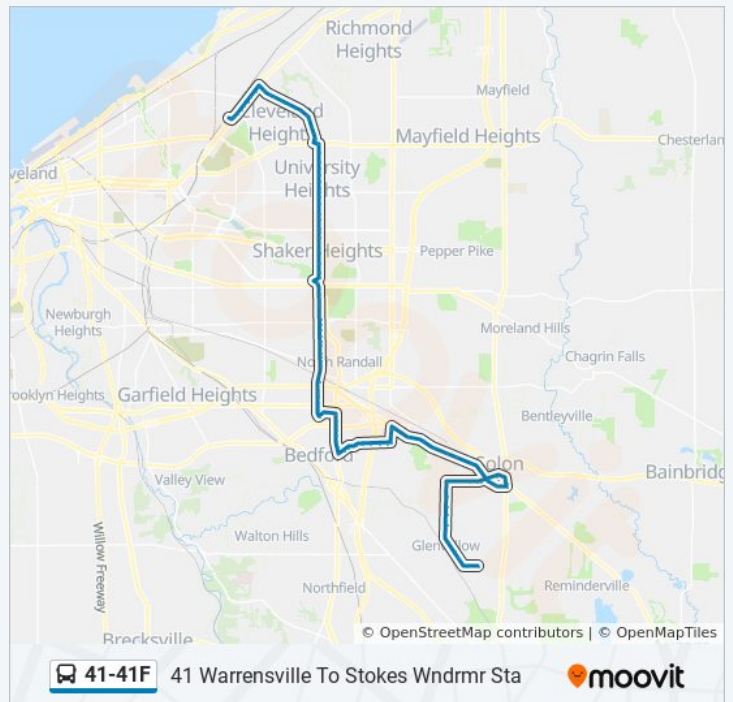 Richmond
Heights
Mayfield
Cleveland
Heights
Mayfield Heights
Chesterlan
University
Heights
veland
Shaker Heights
Pepper Pike
Newburgh
Heights
Moreland Hills
North Randall
Chagrin Falls
rooklyn Heights
Garfield Heights
Bentleyville
Bedford
Solon
Bainbridg
Valley View
Willow Freeway
Walton Hills
Glenwillow
Northfield
Reminderville
Brecksville
© OpenStreetMap contributors | © OpenMapTiles
41-41F
41 Warrensville To Stokes Wndrmr Sta
moovit